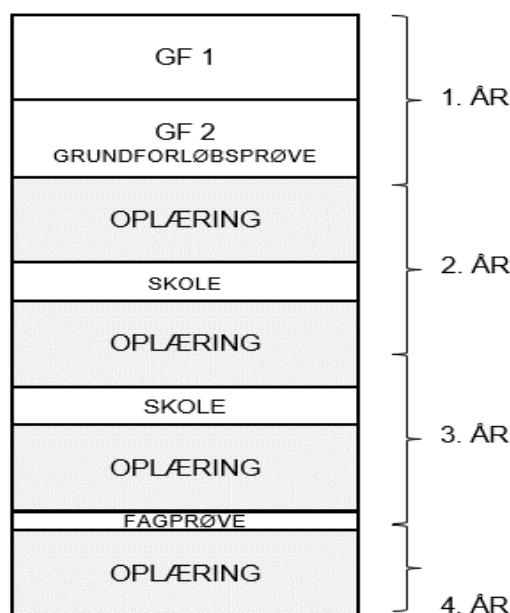 GF 1
GF 2
GRUNDFORLØBSPRØVE
OPLÆRING
SKOLE
OPLÆRING
SKOLE
OPLÆRING
FAGPRØVE
OPLÆRING
1. ÅR
2. ÅR
3. ÅR
4. ÅR